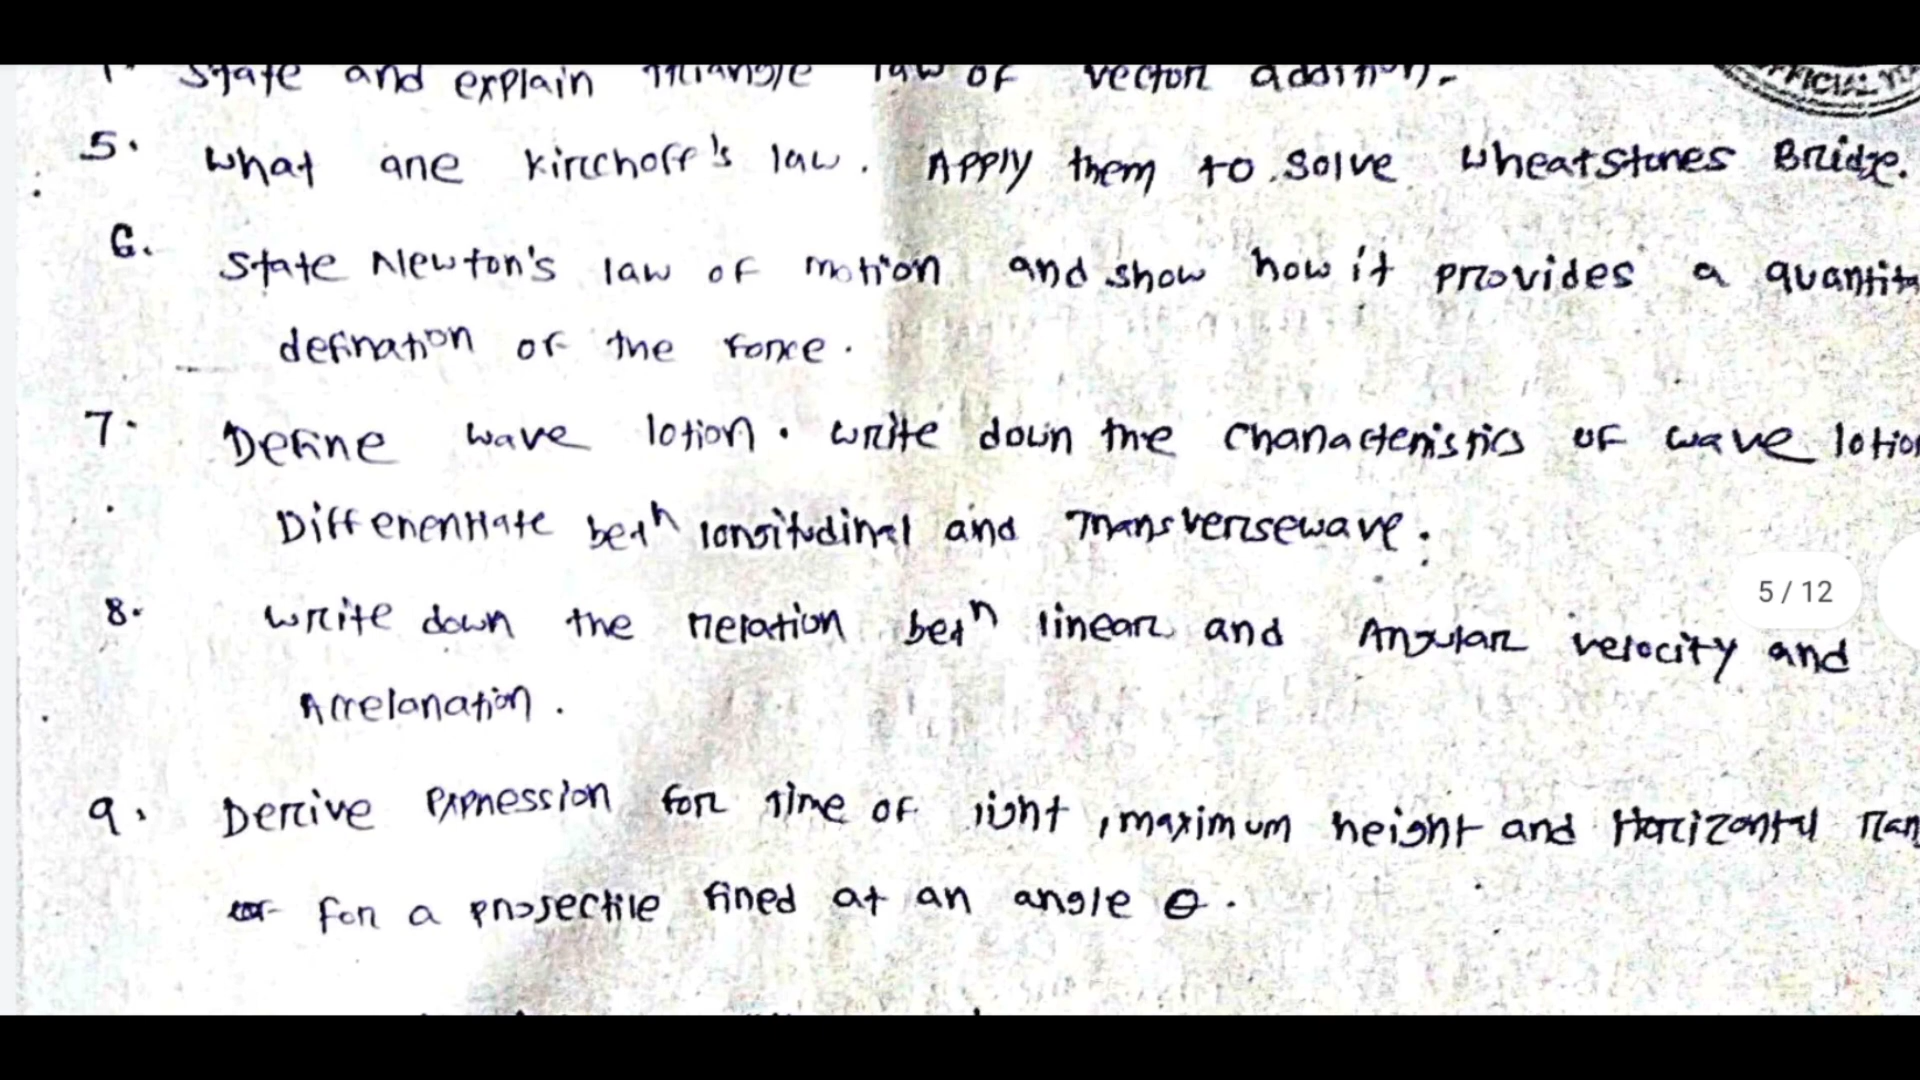 State and explain triangle law of vector addition.
5. What are Kirchoff's law. Apply them to solve wheatstones Bridge.
6. State Newton's law of motion and show how it provides a quantita
defination of the force.
7. Define wave lotion. write down the characteristics of wave lotion
Differentiate betn longitudinal and Transversewave.
8. write down the relation betn linear and Angular velocity and
Accelaration.
9. Derive expression for time of light, maximum height and Horizontal ran
for a projectile fired at an angle θ.
5 / 12